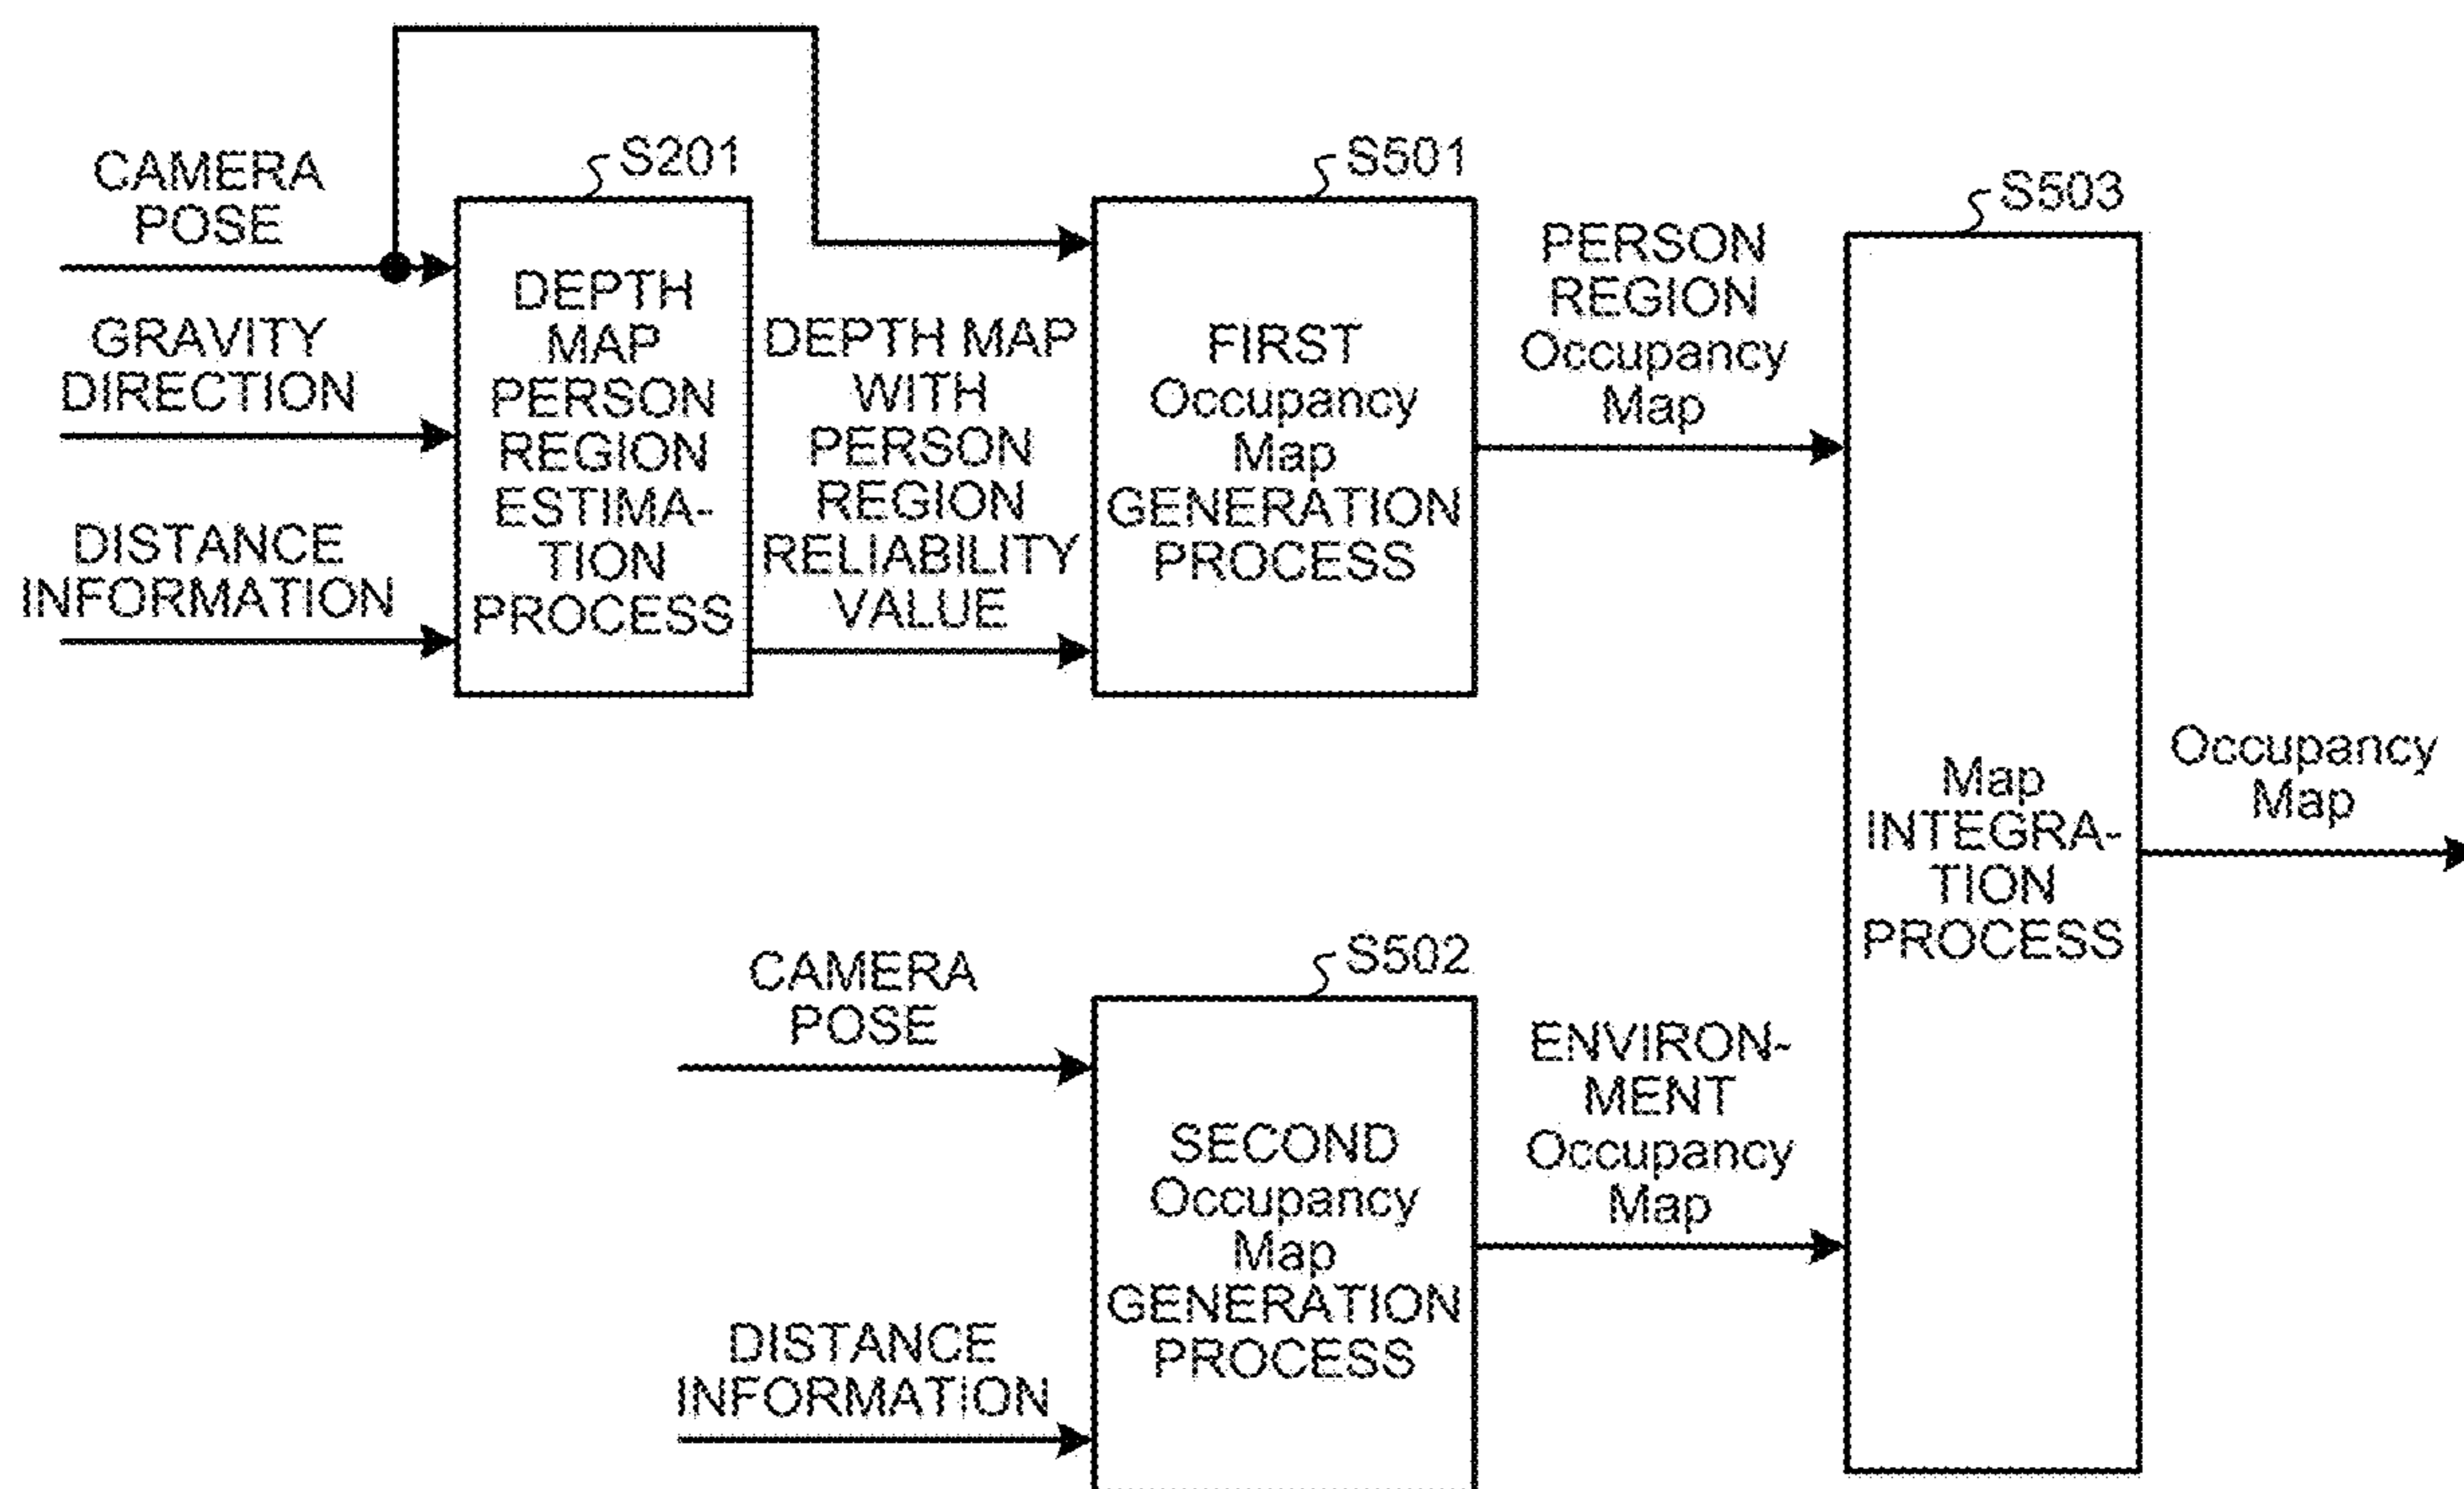 CAMERA
POSE
GRAVITY
DIRECTION
DISTANCE
INFORMATION
S201
DEPTH
MAP
PERSON
REGION
ESTIMA-
TION
PROCESS
DEPTH MAP
WITH
PERSON
REGION
RELIABILITY
VALUE
S501
FIRST
Occupancy
Map
GENERATION
PROCESS
PERSON
REGION
Occupancy
Map
S503
Map
INTEGRA-
TION
PROCESS
Occupancy
Map
CAMERA
POSE
DISTANCE
INFORMATION
S502
SECOND
Occupancy
Map
GENERATION
PROCESS
ENVIRON-
MENT
Occupancy
Map